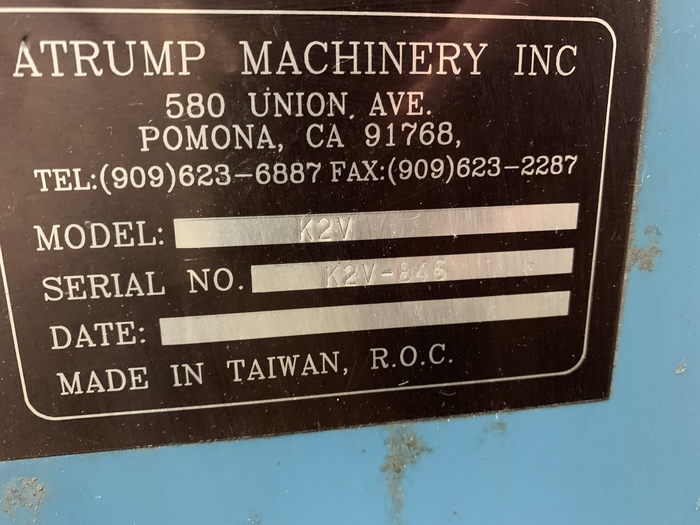 ATRUMP MACHINERY INC
580 UNION. AVE.
POMONA, CA 91768,
TEL:(909)623-6887 FAX:(909)623-2287
MODEL: K2V
SERIAL NO. K2V-846
DATE:
MADE IN TAIWAN, R.O.C.